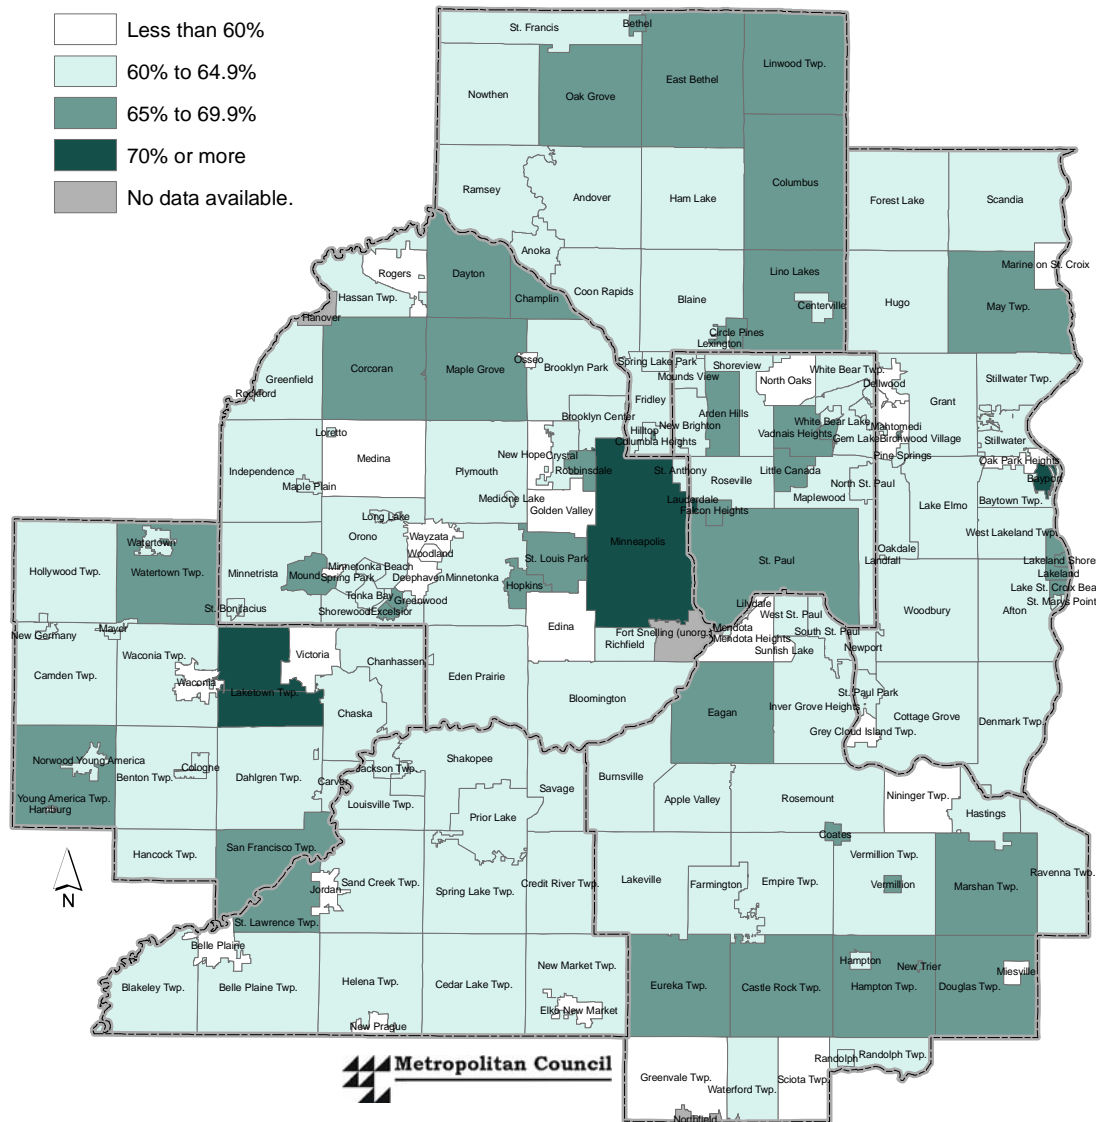 Less than 60%
60% to 64.9%
65% to 69.9%
70% or more
No data available.
St. Francis
Bethel
Nowthen
Oak Grove
East Bethel
Linwood Twp.
Ramsey
Andover
Ham Lake
Columbus
Forest Lake
Scandia
Anoka
Rogers
Hassan Twp.
Dayton
Champlin
Coon Rapids
Blaine
Lino Lakes
Centerville
Hugo
Marine on St. Croix
May Twp.
Hanover
Circle Pines
Lexington
Corcoran
Maple Grove
Osseo
Brooklyn Park
Spring Lake Park
Mounds View
Shoreview
North Oaks
White Bear Twp.
Dellwood
Grant
Stillwater Twp.
Greenfield
Rockford
Fridley
Brooklyn Center
Arden Hills
New Brighton
Hilltop
Columbia Heights
White Bear Lake
Vadnais Heights
Gem Lake
Birchwood Village
Mahtomedi
Pine Springs
Stillwater
Oak Park Heights
Bayport
Loretto
Medina
Independence
Maple Plain
Plymouth
New Hope
Crystal
Robbinsdale
Medicine Lake
Golden Valley
St. Anthony
Roseville
Little Canada
Maplewood
North St. Paul
Lauderdale
Falcon Heights
Lake Elmo
Baytown Twp.
West Lakeland Twp.
Long Lake
Orono
Wayzata
Woodland
Minneapolis
St. Louis Park
Hopkins
St. Paul
Oakdale
Landfall
Lakeland Shore
Lakeland
Lake St. Croix Bea
St. Marys Point
Hollywood Twp.
Watertown
Watertown Twp.
Minnetrista
Mound
Minnetonka Beach
Spring Park
Deephaven
Minnetonka
Tonka Bay
Greenwood
Shorewood
Excelsior
St. Bonifacius
Woodbury
Afton
Lilydale
Mendota
Mendota Heights
West St. Paul
South St. Paul
Sunfish Lake
Newport
Edina
Richfield
Fort Snelling (unorg.)
New Germany
Mayer
Camden Twp.
Waconia Twp.
Waconia
Laketown Twp.
Victoria
Chanhassen
Chaska
Eden Prairie
Bloomington
Eagan
Inver Grove Heights
St. Paul Park
Grey Cloud Island Twp.
Cottage Grove
Denmark Twp.
Norwood Young America
Young America Twp.
Hamburg
Benton Twp.
Cologne
Dahlgren Twp.
Carver
Jackson Twp.
Louisville Twp.
Shakopee
Prior Lake
Savage
Burnsville
Apple Valley
Rosemount
Nininger Twp.
Hastings
Coates
Hancock Twp.
San Francisco Twp.
Jordan
Sand Creek Twp.
Spring Lake Twp.
Credit River Twp.
Lakeville
Farmington
Empire Twp.
Vermillion Twp.
Vermillion
Marshan Twp.
Ravenna Twp.
N
St. Lawrence Twp.
Belle Plaine
Blakeley Twp.
Belle Plaine Twp.
Helena Twp.
New Prague
Cedar Lake Twp.
New Market Twp.
Elko New Market
Eureka Twp.
Castle Rock Twp.
Hampton
Hampton Twp.
New Trier
Douglas Twp.
Miesville
Randolph
Randolph Twp.
Greenvale Twp.
Waterford Twp.
Sciota Twp.
Northfield
Metropolitan Council